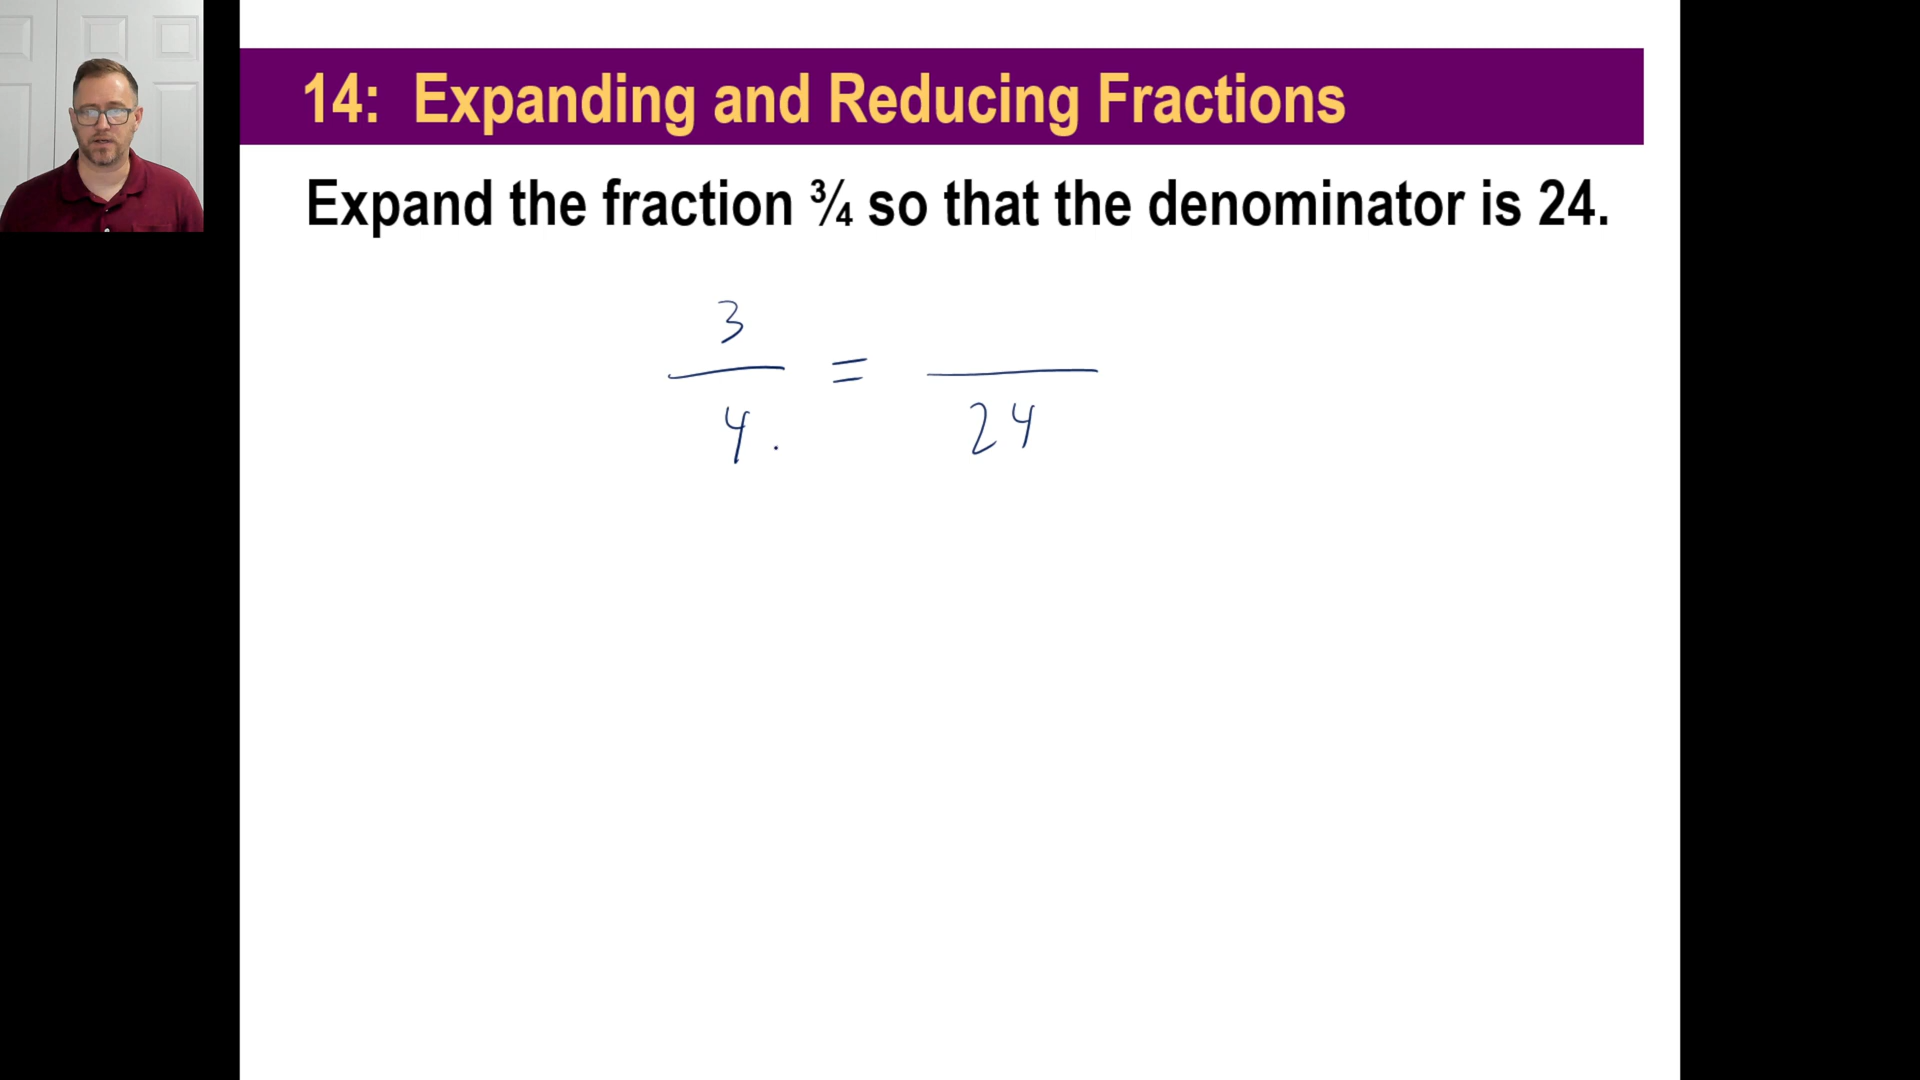 14: Expanding and Reducing Fractions
Expand the fraction ¾ so that the denominator is 24.
3
=
4 . 24